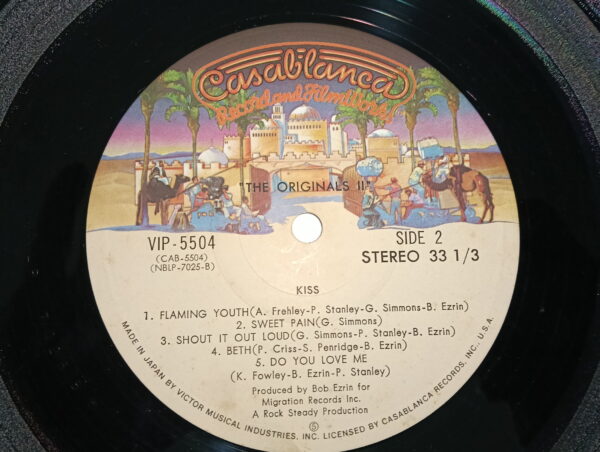 Casablanca
Record and FilmWorks
"THE ORIGINALS II"
VIP-5504
(CAB-5504)
(NBLP-7025-B)
SIDE 2
STEREO 33 1/3
KISS
1. FLAMING YOUTH(A. Frehley-P. Stanley-G. Simmons-B. Ezrin)
2. SWEET PAIN(G. Simmons)
3. SHOUT IT OUT LOUD(G. Simmons-P. Stanley-B. Ezrin)
4. BETH(P. Criss-S. Penridge-B. Ezrin)
5. DO YOU LOVE ME
(K. Fowley-B. Ezrin-P. Stanley)
Produced by Bob Ezrin for
Migration Records Inc.
A Rock Steady Production
Ⓢ
MADE IN JAPAN BY VICTOR MUSICAL INDUSTRIES, INC. LICENSED BY CASABLANCA RECORDS, INC., U.S.A.